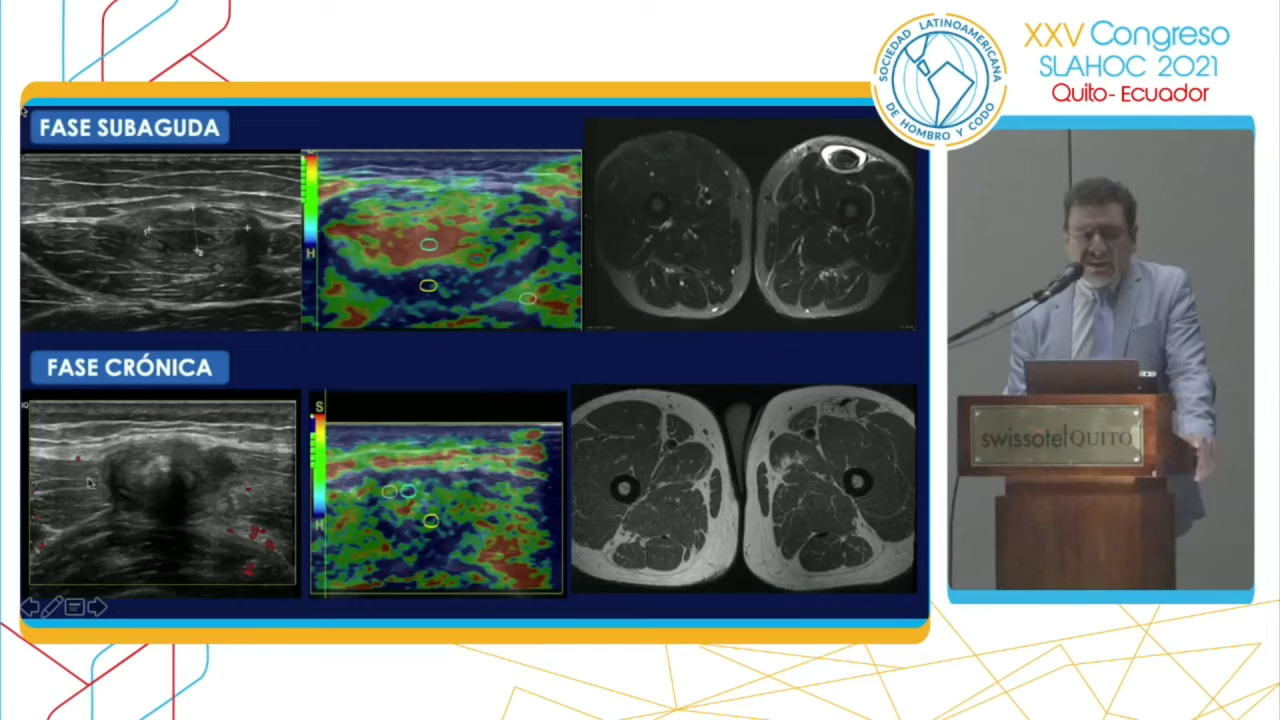 FASE SUBAGUDA
H
FASE CRÓNICA
S
H
SOCIEDAD LATINOAMERICANA
DE HOMBRO Y CODO
XXV Congreso
SLAHOC 2021
Quito- Ecuador
swissotel QUITO